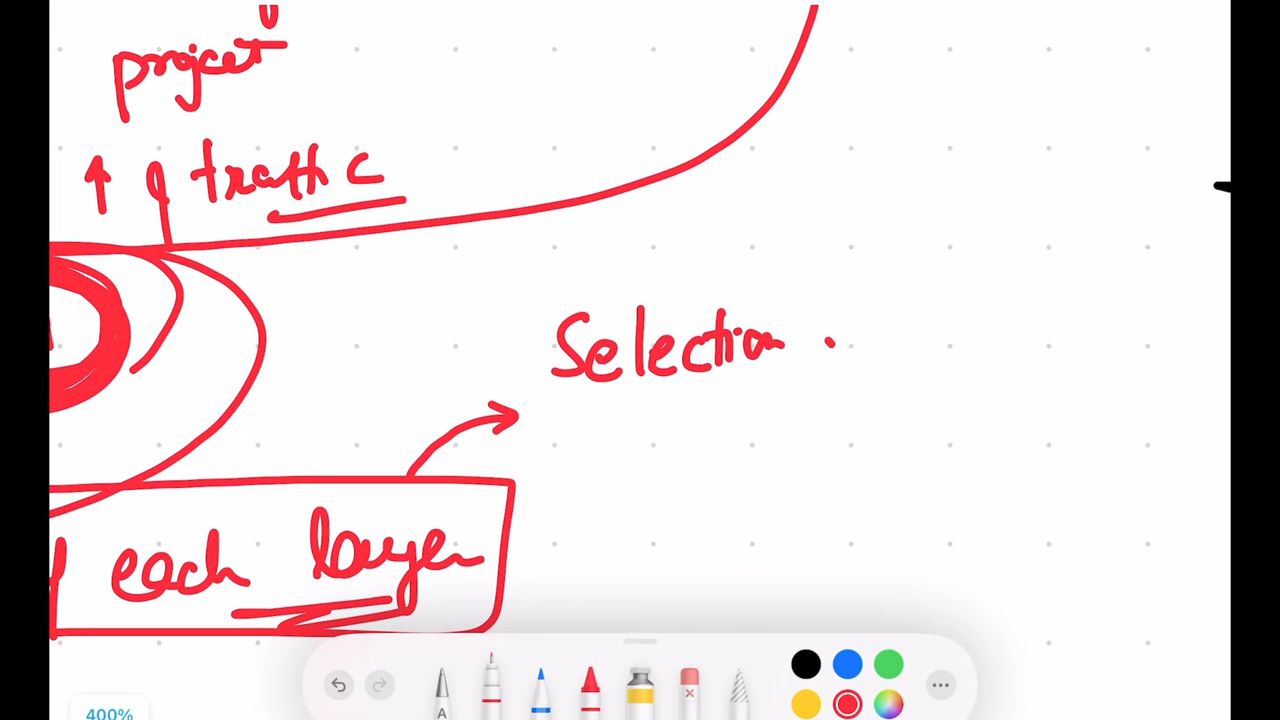 project
traffic
Selection .
each layer
A
400%